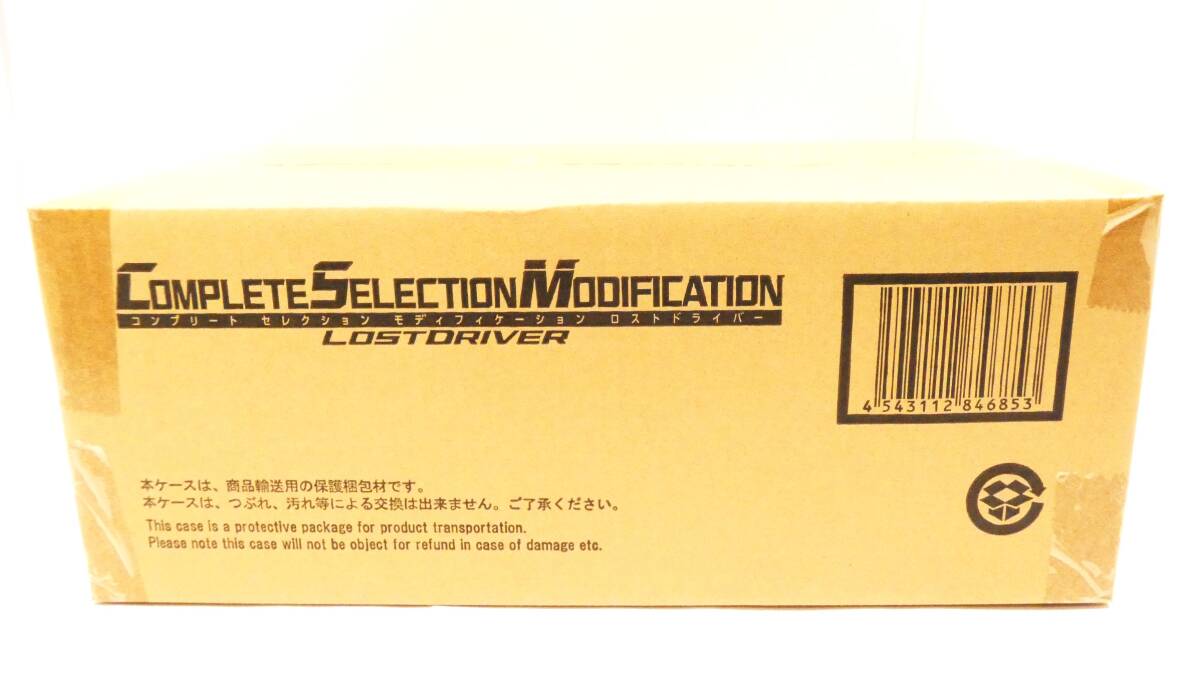 COMPLETE SELECTION MODIFICATION
コンプリート セレクション モディフィケーション ロストドライバー
LOSTDRIVER
4 543112 846853
本ケースは、商品輸送用の保護梱包材です。
本ケースは、つぶれ、汚れ等による交換は出来ません。ご了承ください。
This case is a protective package for product transportation.
Please note this case will not be object for refund in case of damage etc.